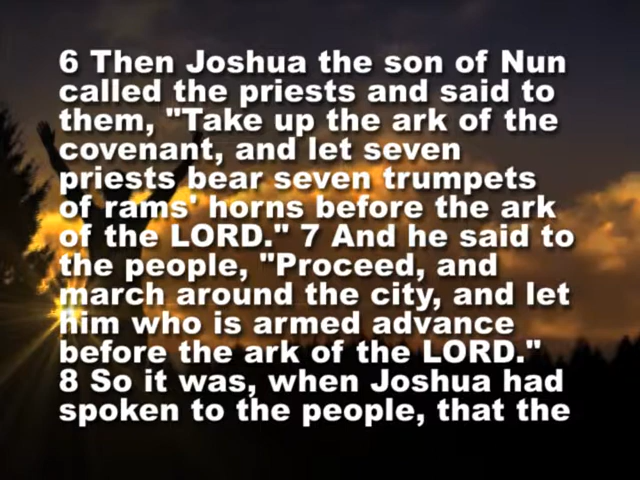 6 Then Joshua the son of Nun
called the priests and said to
them, "Take up the ark of the
covenant, and let seven
priests bear seven trumpets
of rams' horns before the ark
of the LORD." 7 And he said to
the people, "Proceed, and
march around the city, and let
him who is armed advance
before the ark of the LORD."
8 So it was, when Joshua had
spoken to the people, that the